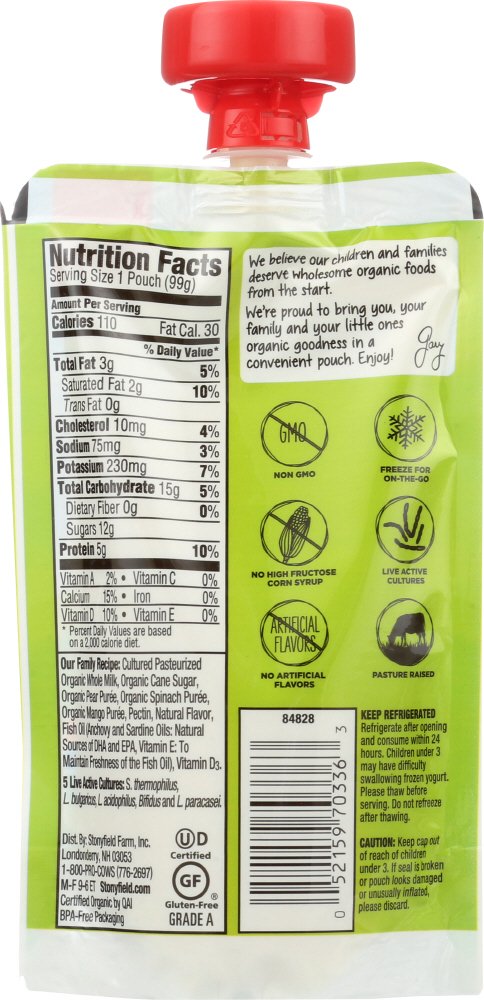 Nutrition Facts
Serving Size 1 Pouch (99g)
Amount Per Serving
Calories 110 Fat Cal. 30
% Daily Value*
Total Fat 3g 5%
Saturated Fat 2g 10%
Trans Fat 0g
Cholesterol 10mg 4%
Sodium 75mg 3%
Potassium 230mg 7%
Total Carbohydrate 15g 5%
Dietary Fiber 0g 0%
Sugars 12g
Protein 5g 10%
Vitamin A 2% • Vitamin C 0%
Calcium 15% • Iron 0%
Vitamin D 10% • Vitamin E 0%
* Percent Daily Values are based
on a 2,000 calorie diet.
Our Family Recipe: Cultured Pasteurized
Organic Whole Milk, Organic Cane Sugar,
Organic Pear Purée, Organic Spinach Purée,
Organic Mango Purée, Pectin, Natural Flavor,
Fish Oil (Anchovy and Sardine Oils: Natural
Sources of DHA and EPA, Vitamin E: To
Maintain Freshness of the Fish Oil), Vitamin D3.
5 Live Active Cultures: S. thermophilus,
L. bulgaricus, L. acidophilus, Bifidus and L. paracasei.
Dist. By: Stonyfield Farm, Inc.
Londonderry, NH 03053
1-800-PRO-COWS (776-2697)
M-F 9-6 ET Stonyfield.com
Certified Organic by QAI
BPA-Free Packaging
U D
Certified
GF ®
Gluten-Free
GRADE A
We believe our children and families
deserve wholesome organic foods
from the start.
We're proud to bring you, your
family and your little ones
organic goodness in a
convenient pouch. Enjoy!
Gary
GMO
NON GMO
FREEZE FOR
ON-THE-GO
NO HIGH FRUCTOSE
CORN SYRUP
LIVE ACTIVE
CULTURES
ARTIFICIAL
FLAVORS
NO ARTIFICIAL
FLAVORS
PASTURE RAISED
84828
0 52159 70336 3
KEEP REFRIGERATED
Refrigerate after opening
and consume within 24
hours. Children under 3
may have difficulty
swallowing frozen yogurt.
Please thaw before
serving. Do not refreeze
after thawing.
CAUTION: Keep cap out
of reach of children
under 3. If seal is broken
or pouch looks damaged
or unusually inflated,
please discard.